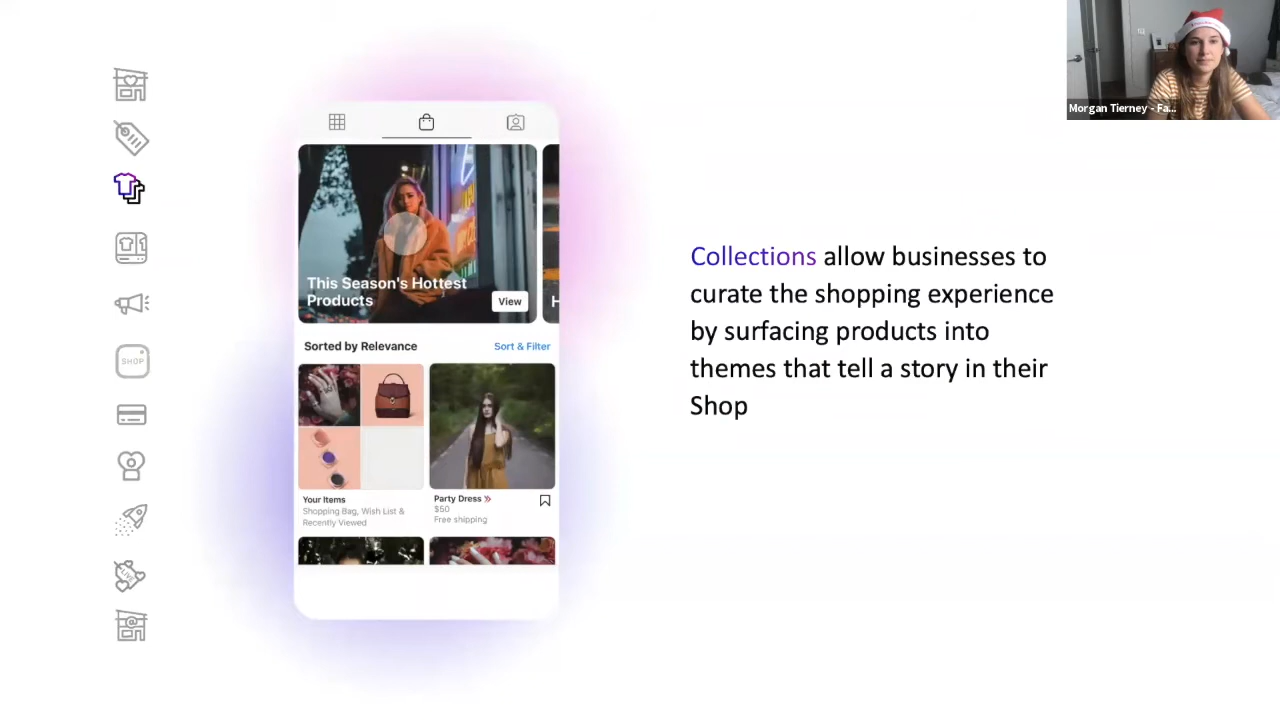 Morgan Tierney - Fa...
This Season's Hottest
Products
View
H
Sorted by Relevance
Sort & Filter
Your Items
Shopping Bag, Wish List &
Recently Viewed
Party Dress »
$50
Free shipping
SHOP
LIVE
Collections allow businesses to
curate the shopping experience
by surfacing products into
themes that tell a story in their
Shop